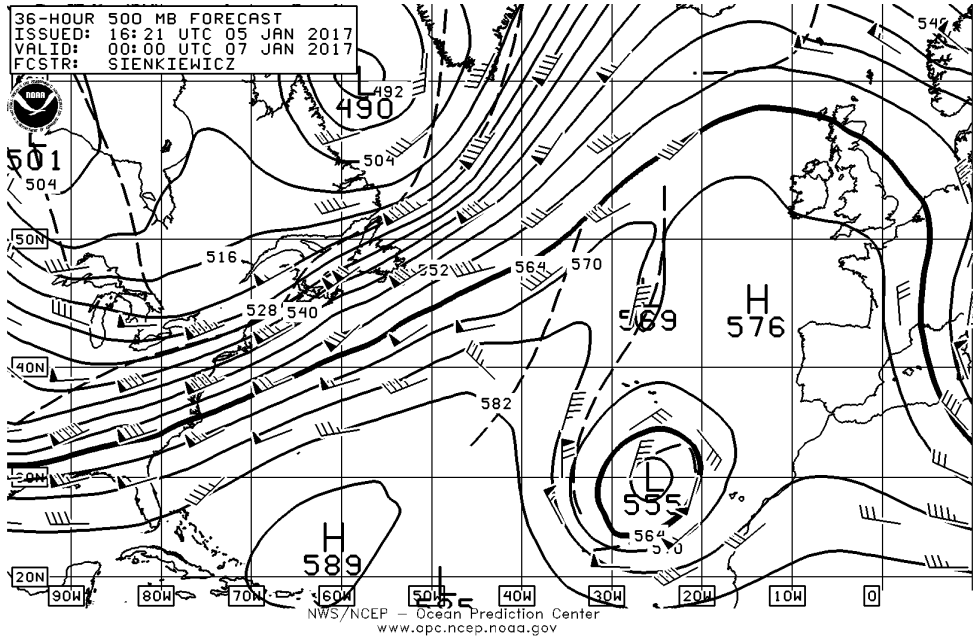 36-HOUR 500 MB FORECAST
ISSUED: 16:21 UTC 05 JAN 2017
VALID: 00:00 UTC 07 JAN 2017
FCSTR: SIENKIEWICZ
NOAA
L 492
490
L
501
504
504
50N
516
528 540
552
564
570
569
H
576
40N
582
L
555
564
570
30N
H
589
20N
90W 80W 70W 60W 50W 40W 30W 20W 10W 0
NWS/NCEP – Ocean Prediction Center
www.opc.ncep.noaa.gov